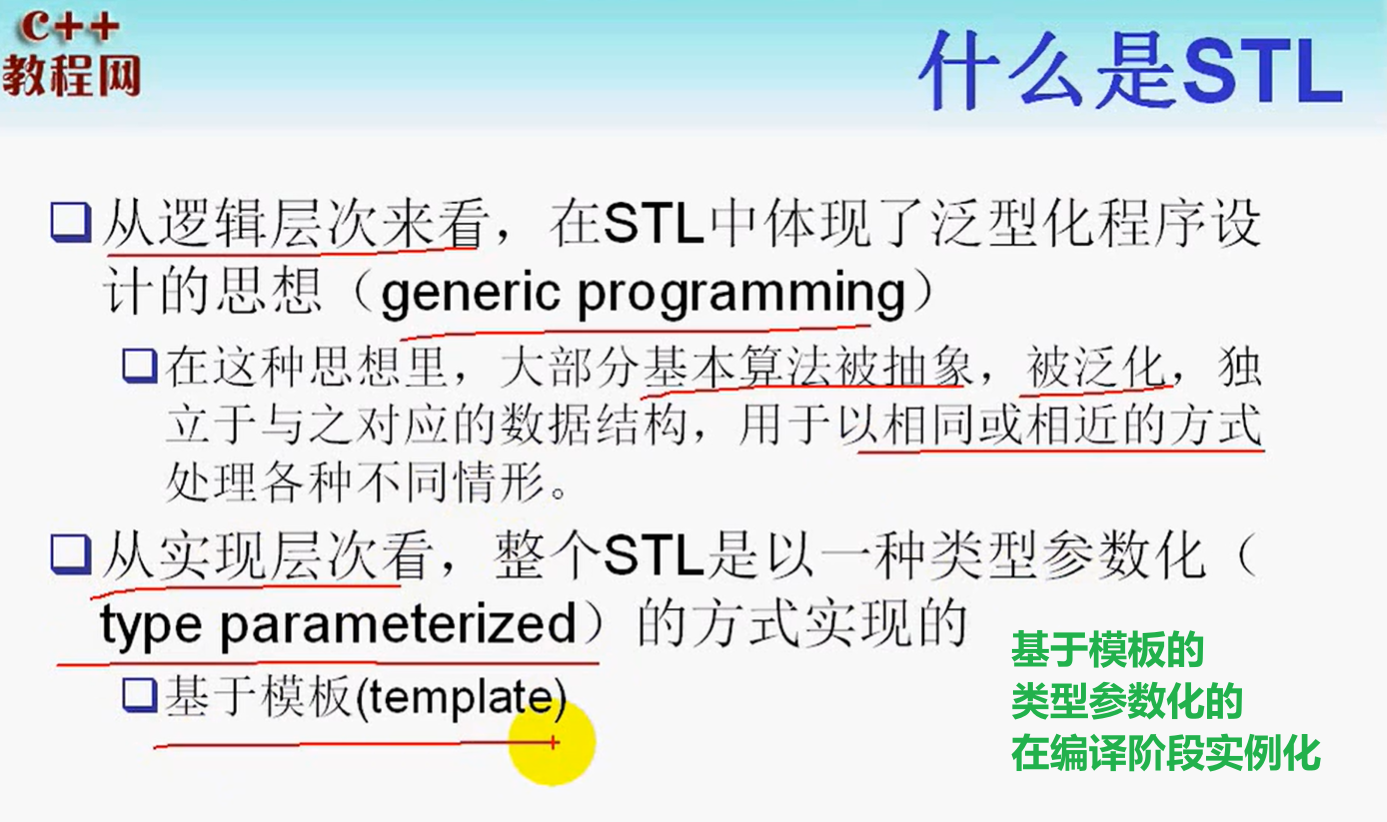 C++
教程网
什么是STL
从逻辑层次来看，在STL中体现了泛型化程序设
计的思想（generic programming）
在这种思想里，大部分基本算法被抽象，被泛化，独
立于与之对应的数据结构，用于以相同或相近的方式
处理各种不同情形。
从实现层次看，整个STL是以一种类型参数化（
type parameterized）的方式实现的
基于模板(template)
基于模板的
类型参数化的
在编译阶段实例化